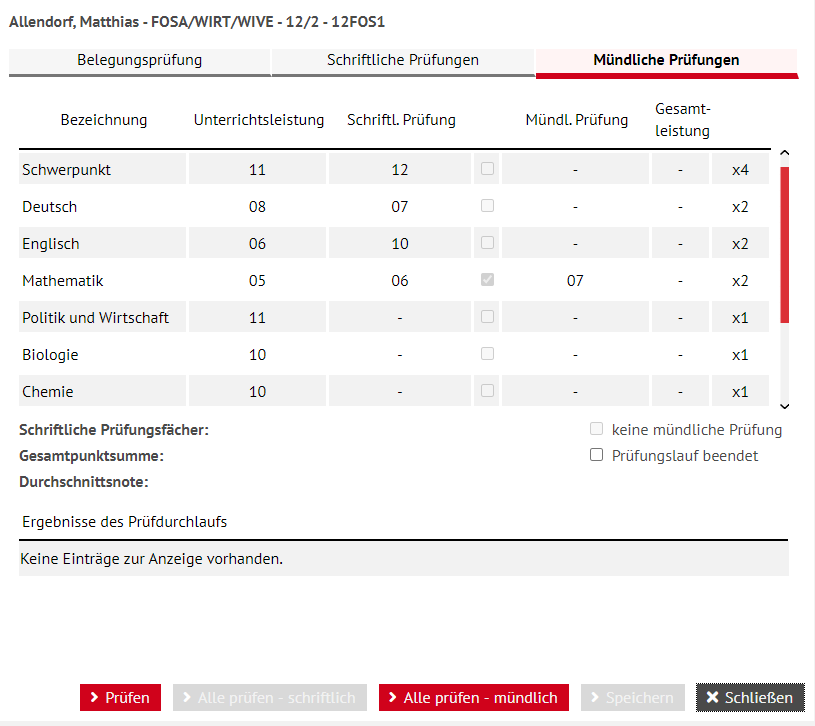 Allendorf, Matthias - FOSA/WIRT/WIVE - 12/2 - 12FOS1
Belegungsprüfung Schriftliche Prüfungen Mündliche Prüfungen
Bezeichnung Unterrichtsleistung Schriftl. Prüfung Mündl. Prüfung Gesamt-
leistung
Schwerpunkt 11 12 - - x4
Deutsch 08 07 - - x2
Englisch 06 10 - - x2
Mathematik 05 06 07 - x2
Politik und Wirtschaft 11 - - - x1
Biologie 10 - - - x1
Chemie 10 - - - x1
Schriftliche Prüfungsfächer: keine mündliche Prüfung
Gesamtpunktsumme: Prüfungslauf beendet
Durchschnittsnote:
Ergebnisse des Prüfdurchlaufs
Keine Einträge zur Anzeige vorhanden.
Prüfen Alle prüfen - schriftlich Alle prüfen - mündlich Speichern Schließen